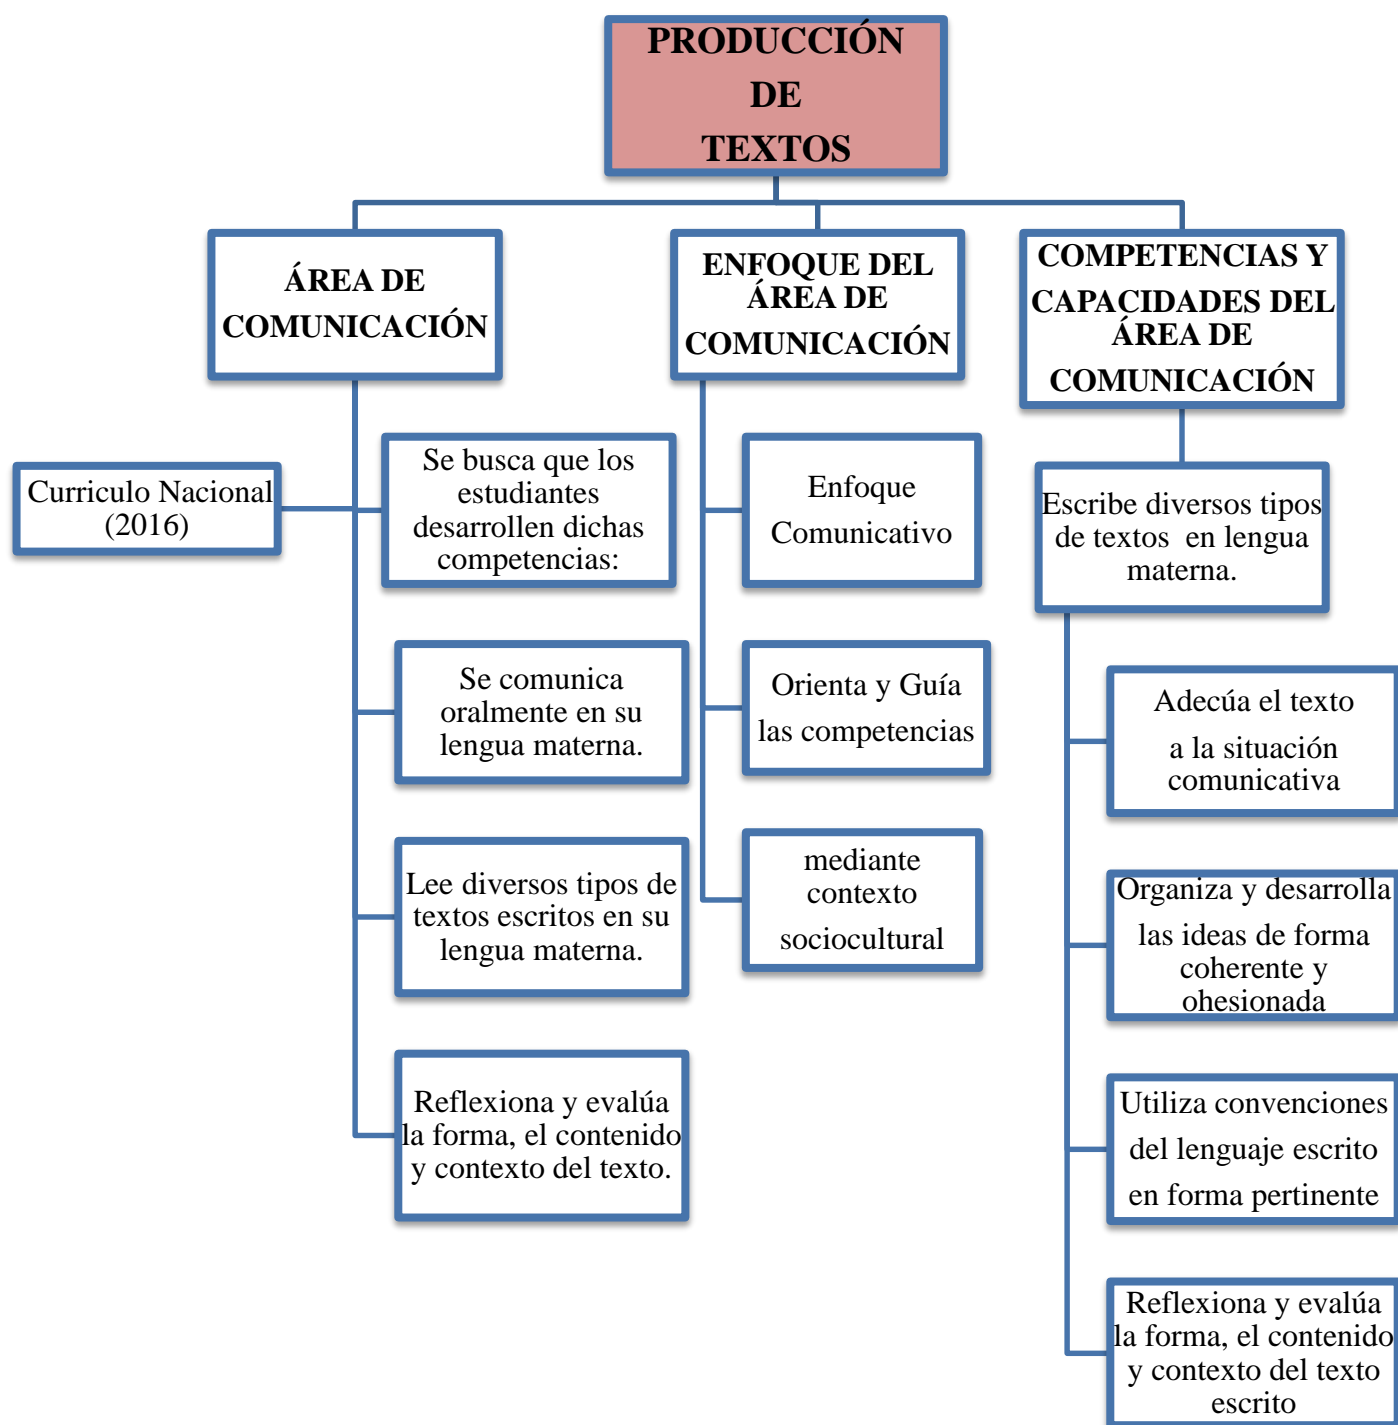 PRODUCCIÓN
DE
TEXTOS
ÁREA DE
COMUNICACIÓN
Curriculo Nacional
(2016)
Se busca que los
estudiantes
desarrollen dichas
competencias:
Se comunica
oralmente en su
lengua materna.
Lee diversos tipos de
textos escritos en su
lengua materna.
Reflexiona y evalúa
la forma, el contenido
y contexto del texto.
ENFOQUE DEL
ÁREA DE
COMUNICACIÓN
Enfoque
Comunicativo
Orienta y Guía
las competencias
mediante
contexto
sociocultural
COMPETENCIAS Y
CAPACIDADES DEL
ÁREA DE
COMUNICACIÓN
Escribe diversos tipos
de textos en lengua
materna.
Adecúa el texto
a la situación
comunicativa
Organiza y desarrolla
las ideas de forma
coherente y
ohesionada
Utiliza convenciones
del lenguaje escrito
en forma pertinente
Reflexiona y evalúa
la forma, el contenido
y contexto del texto
escrito